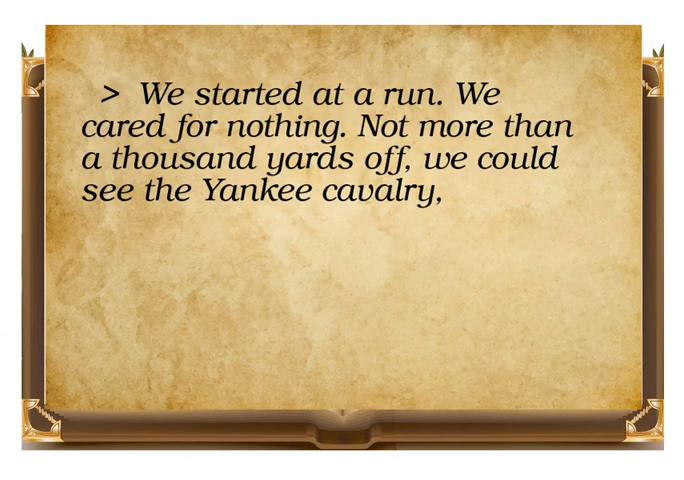 > We started at a run. We
cared for nothing. Not more than
a thousand yards off, we could
see the Yankee cavalry,